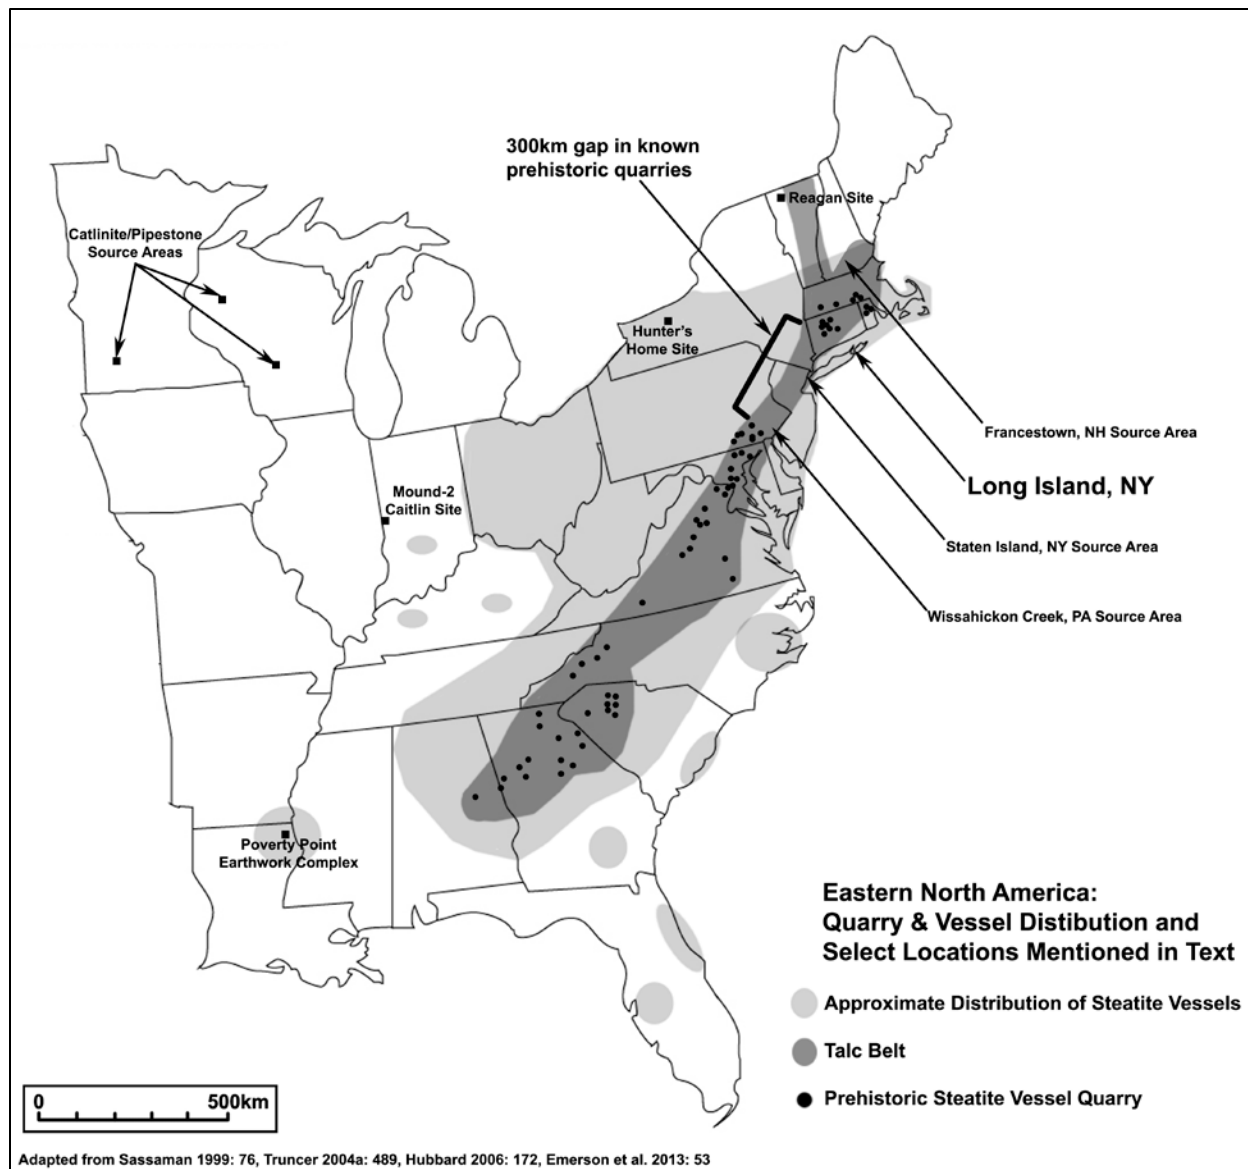 300km gap in known
prehistoric quarries
Reagan Site
Catlinite/Pipestone
Source Areas
Hunter's
Home Site
Francestown, NH Source Area
Mound-2
Caitlin Site
Long Island, NY
Staten Island, NY Source Area
Wissahickon Creek, PA Source Area
Poverty Point
Earthwork Complex
Eastern North America:
Quarry & Vessel Distibution and
Select Locations Mentioned in Text
Approximate Distribution of Steatite Vessels
Talc Belt
Prehistoric Steatite Vessel Quarry
0 500km
Adapted from Sassaman 1999: 76, Truncer 2004a: 489, Hubbard 2006: 172, Emerson et al. 2013: 53